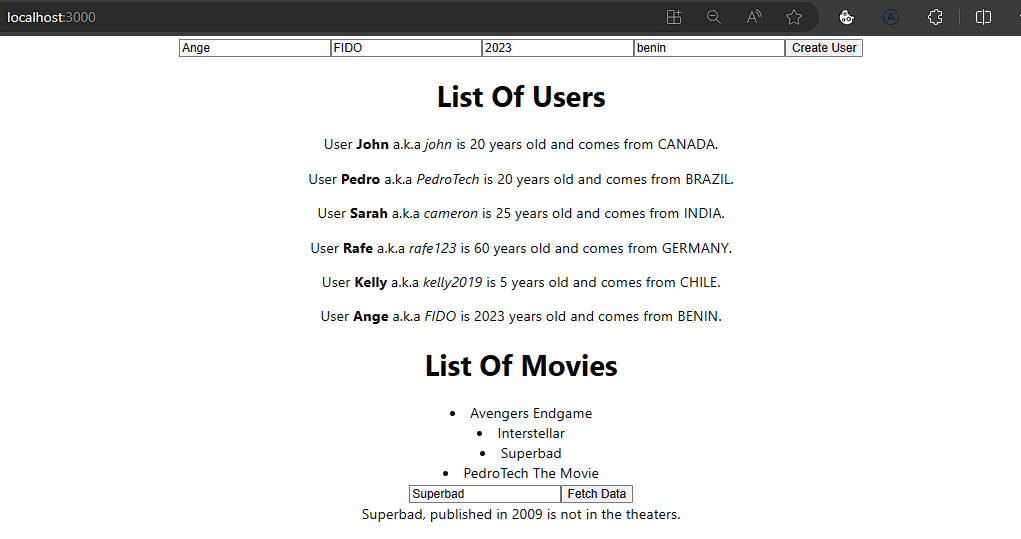 localhost:3000
Ange FIDO 2023 benin Create User
List Of Users
User John a.k.a john is 20 years old and comes from CANADA.
User Pedro a.k.a PedroTech is 20 years old and comes from BRAZIL.
User Sarah a.k.a cameron is 25 years old and comes from INDIA.
User Rafe a.k.a rafe123 is 60 years old and comes from GERMANY.
User Kelly a.k.a kelly2019 is 5 years old and comes from CHILE.
User Ange a.k.a FIDO is 2023 years old and comes from BENIN.
List Of Movies
• Avengers Endgame
• Interstellar
• Superbad
• PedroTech The Movie
Superbad Fetch Data
Superbad, published in 2009 is not in the theaters.